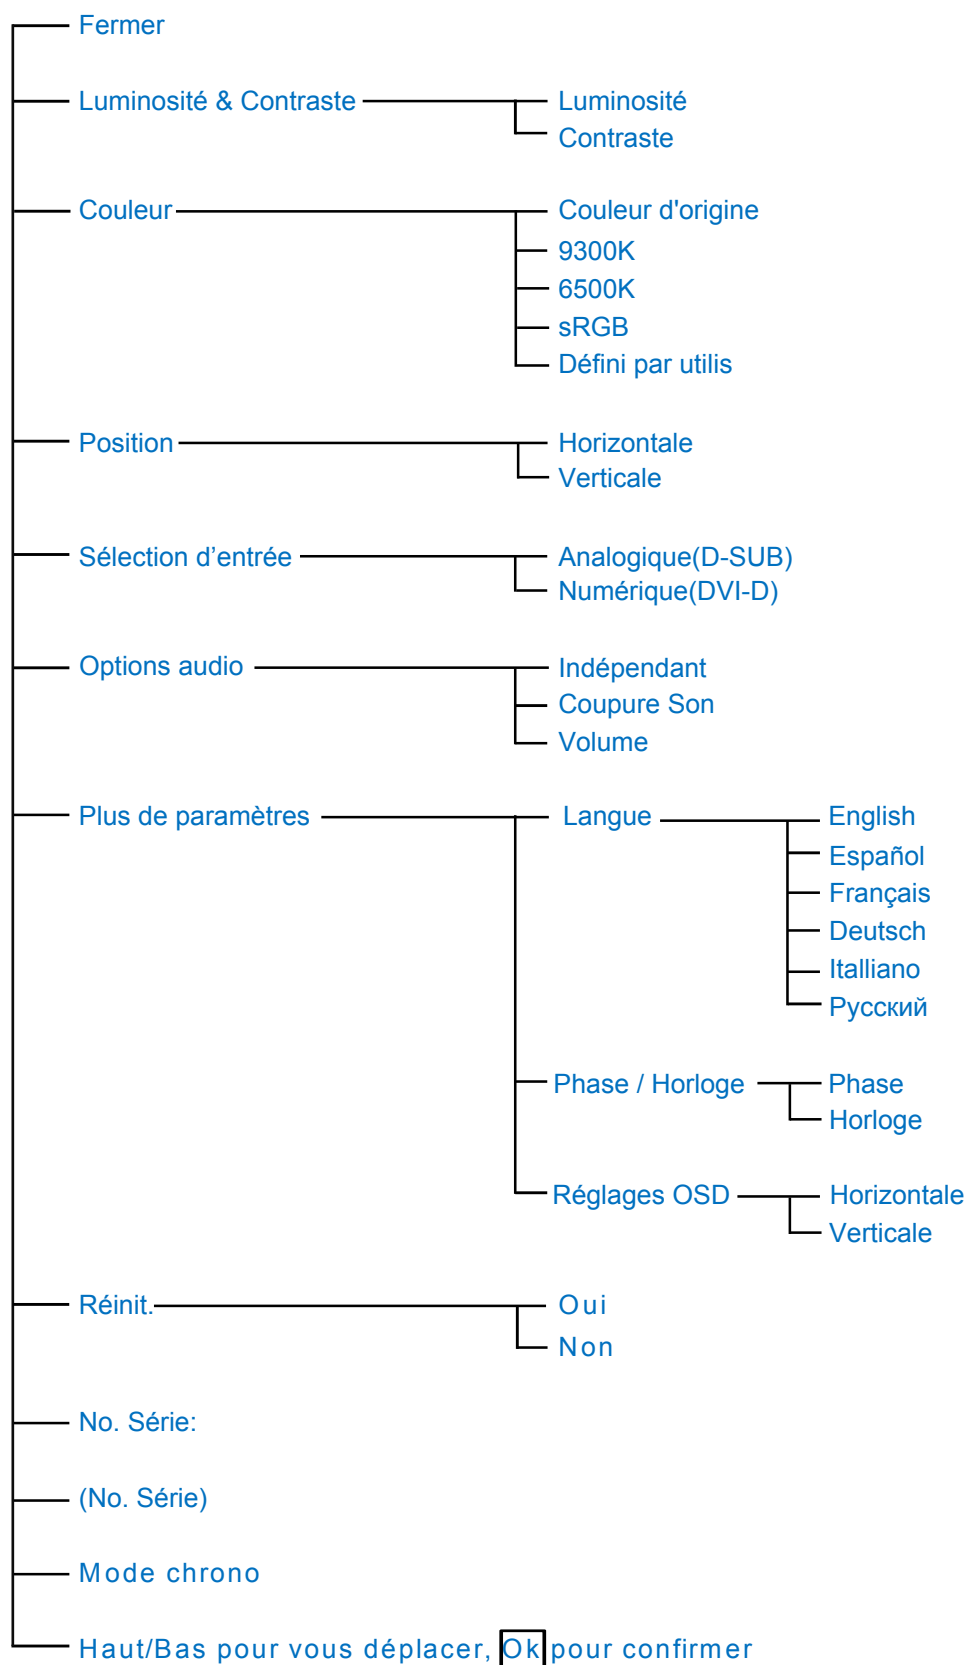 Fermer
Luminosité & Contraste Luminosité
Contraste
Couleur Couleur d'origine
9300K
6500K
sRGB
Défini par utilis
Position Horizontale
Verticale
Sélection d’entrée Analogique(D-SUB)
Numérique(DVI-D)
Options audio Indépendant
Coupure Son
Volume
Plus de paramètres Langue English
Español
Français
Deutsch
Italliano
Русский
Phase / Horloge Phase
Horloge
Réglages OSD Horizontale
Verticale
Réinit. Oui
Non
No. Série:
(No. Série)
Mode chrono
Haut/Bas pour vous déplacer, Ok pour confirmer